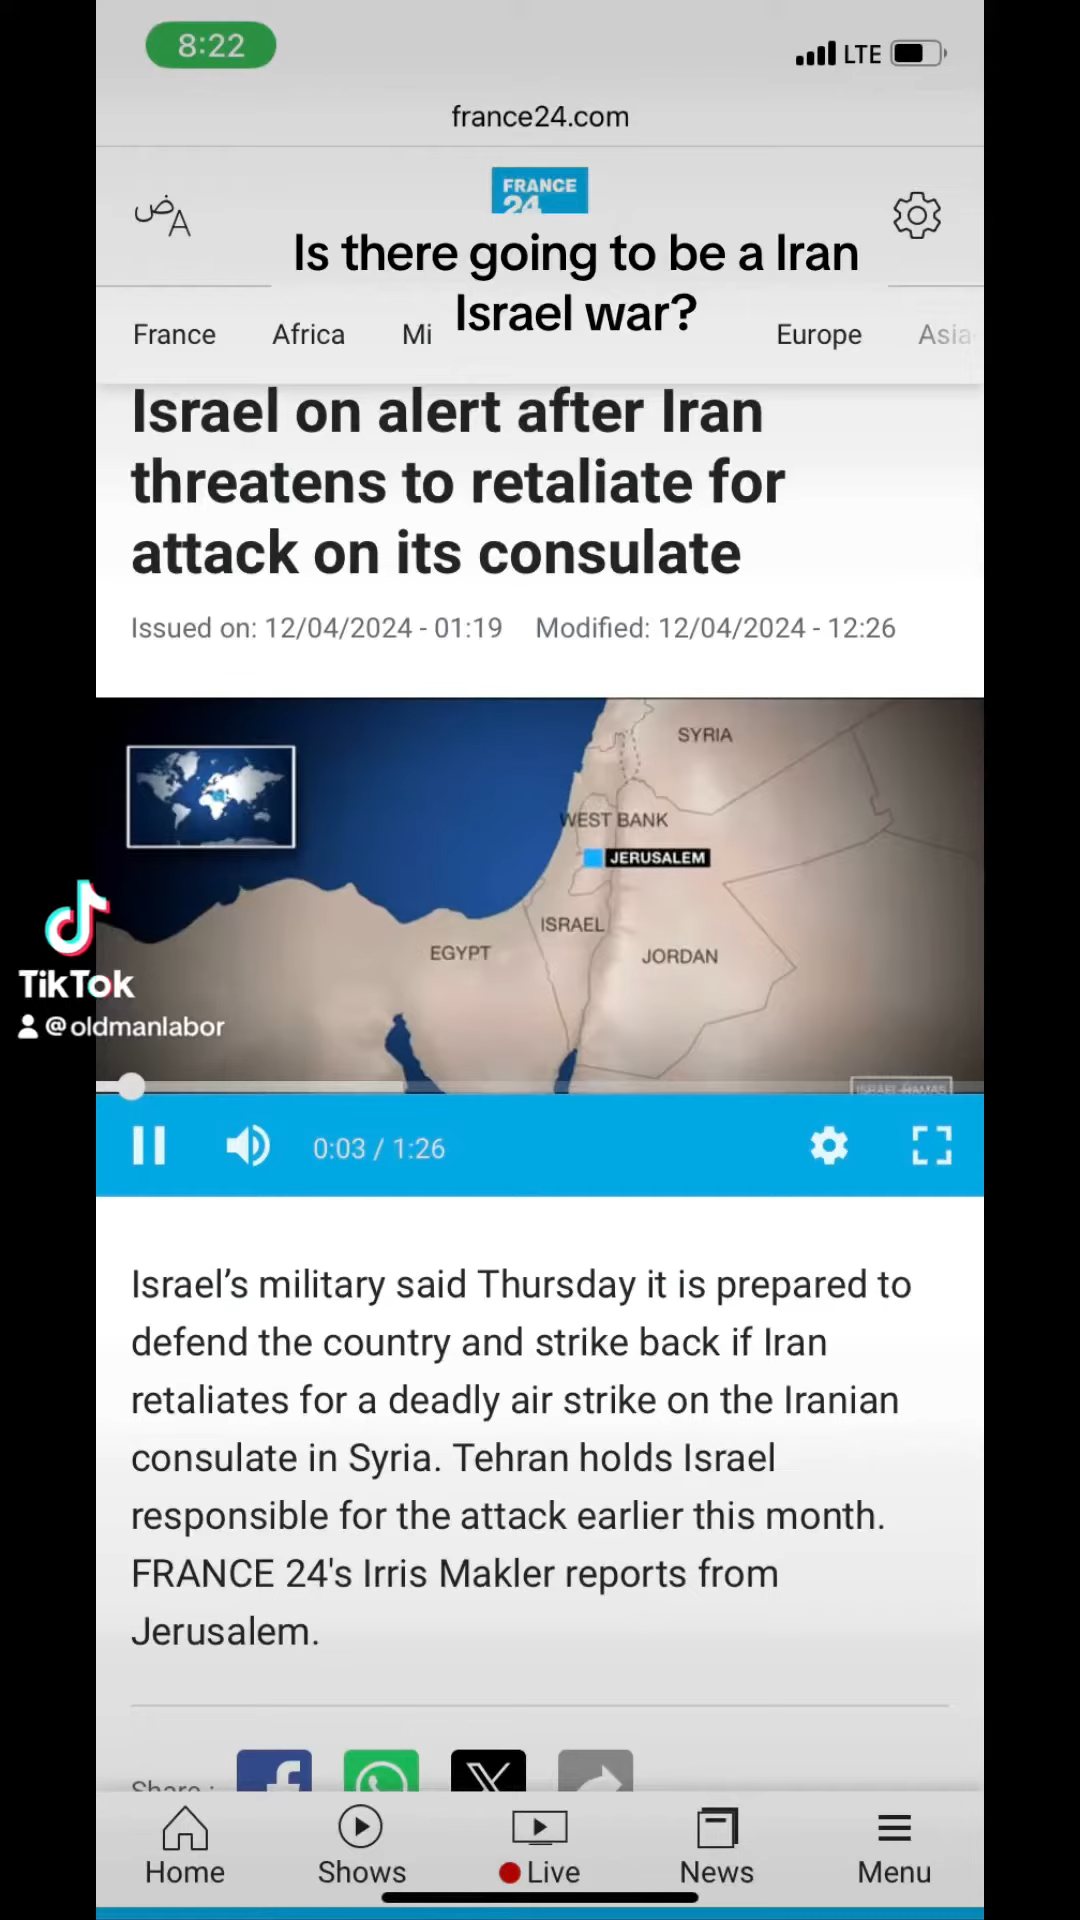 8:22
LTE
france24.com
FRANCE
24
ض A
Is there going to be a Iran
Israel war?
France Africa Mi Europe Asia
Israel on alert after Iran
threatens to retaliate for
attack on its consulate
Issued on: 12/04/2024 - 01:19 Modified: 12/04/2024 - 12:26
SYRIA
WEST BANK
JERUSALEM
ISRAEL
EGYPT
JORDAN
TikTok
@oldmanlabor
ISRAEL-HAMAS
0:03 / 1:26
Israel’s military said Thursday it is prepared to
defend the country and strike back if Iran
retaliates for a deadly air strike on the Iranian
consulate in Syria. Tehran holds Israel
responsible for the attack earlier this month.
FRANCE 24's Irris Makler reports from
Jerusalem.
Share :
Home Shows Live News Menu